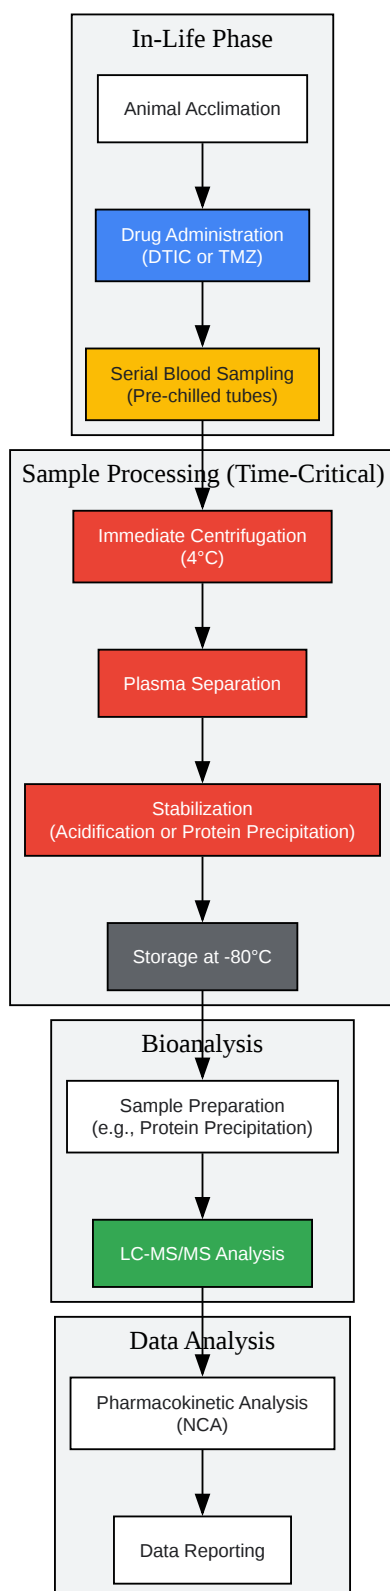 In-Life Phase
Animal Acclimation
Drug Administration
(DTIC or TMZ)
Serial Blood Sampling
(Pre-chilled tubes)
Sample Processing (Time-Critical)
Immediate Centrifugation
(4°C)
Plasma Separation
Stabilization
(Acidification or Protein Precipitation)
Storage at -80°C
Bioanalysis
Sample Preparation
(e.g., Protein Precipitation)
LC-MS/MS Analysis
Data Analysis
Pharmacokinetic Analysis
(NCA)
Data Reporting